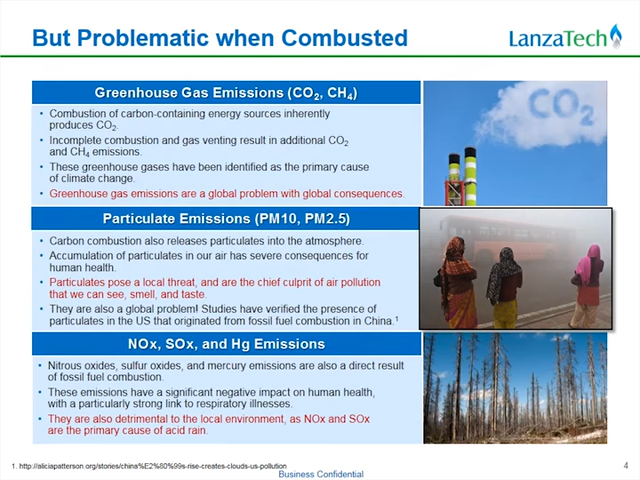 But Problematic when Combusted
LanzaTech
Greenhouse Gas Emissions (CO₂, CH₄)
• Combustion of carbon-containing energy sources inherently
produces CO₂.
• Incomplete combustion and gas venting result in additional CO₂
and CH₄ emissions.
• These greenhouse gases have been identified as the primary cause
of climate change.
• Greenhouse gas emissions are a global problem with global consequences.
CO₂
Particulate Emissions (PM10, PM2.5)
• Carbon combustion also releases particulates into the atmosphere.
• Accumulation of particulates in our air has severe consequences for
human health.
• Particulates pose a local threat, and are the chief culprit of air pollution
that we can see, smell, and taste.
• They are also a global problem! Studies have verified the presence of
particulates in the US that originated from fossil fuel combustion in China.¹
NOx, SOx, and Hg Emissions
• Nitrous oxides, sulfur oxides, and mercury emissions are also a direct result
of fossil fuel combustion.
• These emissions have a significant negative impact on human health,
with a particularly strong link to respiratory illnesses.
• They are also detrimental to the local environment, as NOx and SOx
are the primary cause of acid rain.
1. http://aliciapatterson.org/stories/china%E2%80%99s-rise-creates-clouds-us-pollution
Business Confidential
4